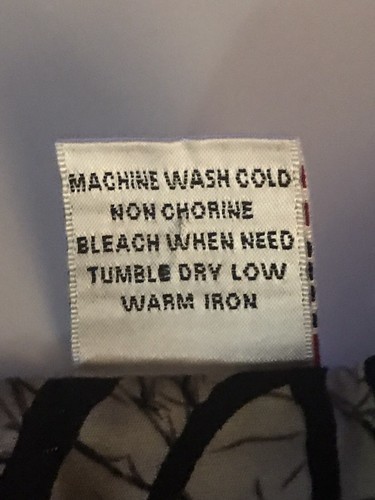 MACHINE WASH COLD
NON CHORINE
BLEACH WHEN NEED
TUMBLE DRY LOW
WARM IRON